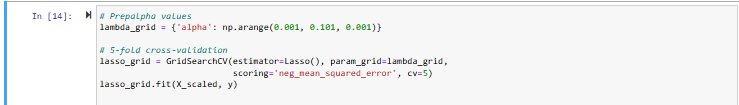 In [14]: # Prepalpha values
lambda_grid = {'alpha': np.arange(0.001, 0.101, 0.001)}
# 5-fold cross-validation
lasso_grid = GridSearchCV(estimator=Lasso(), param_grid=lambda_grid,
scoring='neg_mean_squared_error', cv=5)
lasso_grid.fit(X_scaled, y)